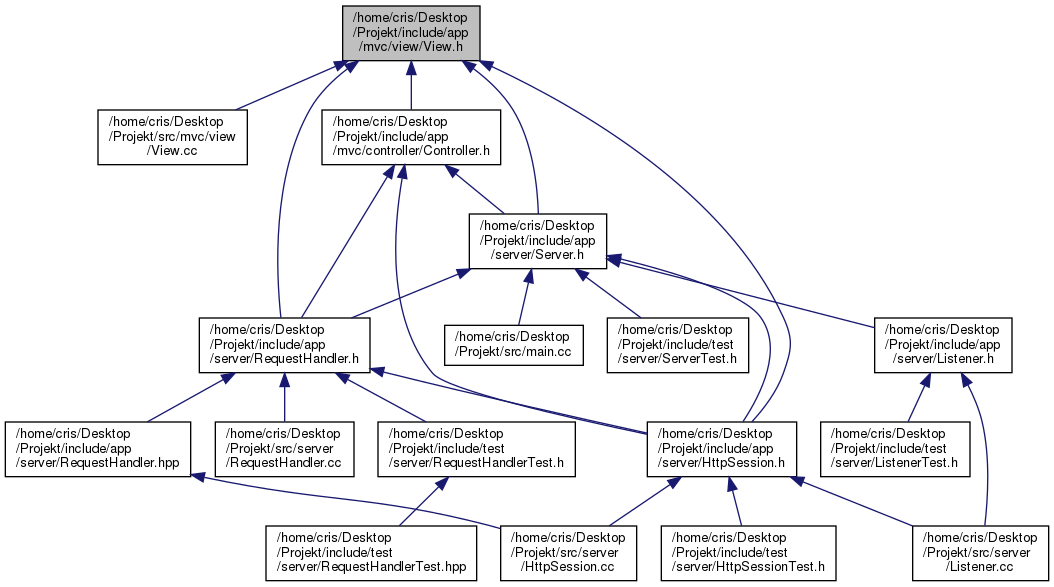 /home/cris/Desktop
/Projekt/include/app
/mvc/view/View.h
/home/cris/Desktop
/Projekt/src/mvc/view
/View.cc
/home/cris/Desktop
/Projekt/include/app
/mvc/controller/Controller.h
/home/cris/Desktop
/Projekt/include/app
/server/Server.h
/home/cris/Desktop
/Projekt/include/app
/server/RequestHandler.h
/home/cris/Desktop
/Projekt/src/main.cc
/home/cris/Desktop
/Projekt/include/test
/server/ServerTest.h
/home/cris/Desktop
/Projekt/include/app
/server/Listener.h
/home/cris/Desktop
/Projekt/include/app
/server/RequestHandler.hpp
/home/cris/Desktop
/Projekt/src/server
/RequestHandler.cc
/home/cris/Desktop
/Projekt/include/test
/server/RequestHandlerTest.h
/home/cris/Desktop
/Projekt/include/app
/server/HttpSession.h
/home/cris/Desktop
/Projekt/include/test
/server/ListenerTest.h
/home/cris/Desktop
/Projekt/include/test
/server/RequestHandlerTest.hpp
/home/cris/Desktop
/Projekt/src/server
/HttpSession.cc
/home/cris/Desktop
/Projekt/include/test
/server/HttpSessionTest.h
/home/cris/Desktop
/Projekt/src/server
/Listener.cc